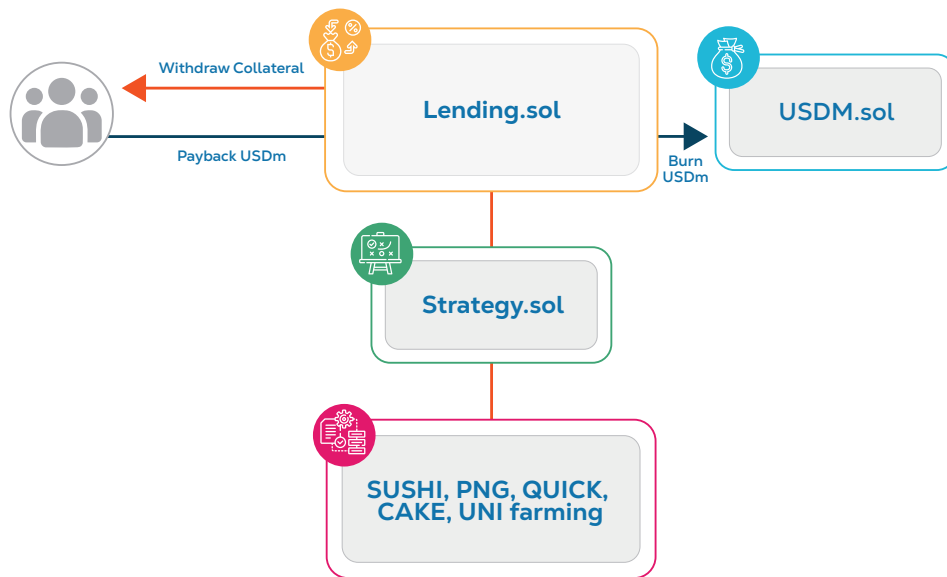 Withdraw Collateral
Payback USDm
Lending.sol
Burn
USDm
USDM.sol
Strategy.sol
SUSHI, PNG, QUICK,
CAKE, UNI farming